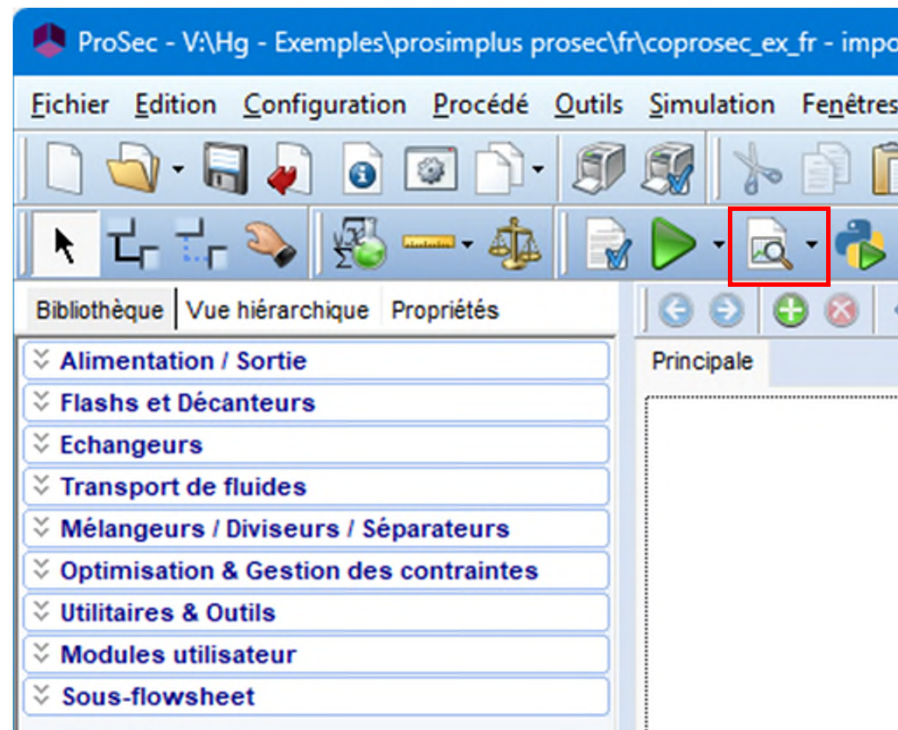 ProSec - V:\Hg - Exemples\prosimplus prosec\fr\coprosec_ex_fr - impo
Fichier Edition Configuration Procédé Outils Simulation Fenêtres
Bibliothèque Vue hiérarchique Propriétés
Alimentation / Sortie
Principale
Flashs et Décanteurs
Echangeurs
Transport de fluides
Mélangeurs / Diviseurs / Séparateurs
Optimisation & Gestion des contraintes
Utilitaires & Outils
Modules utilisateur
Sous-flowsheet